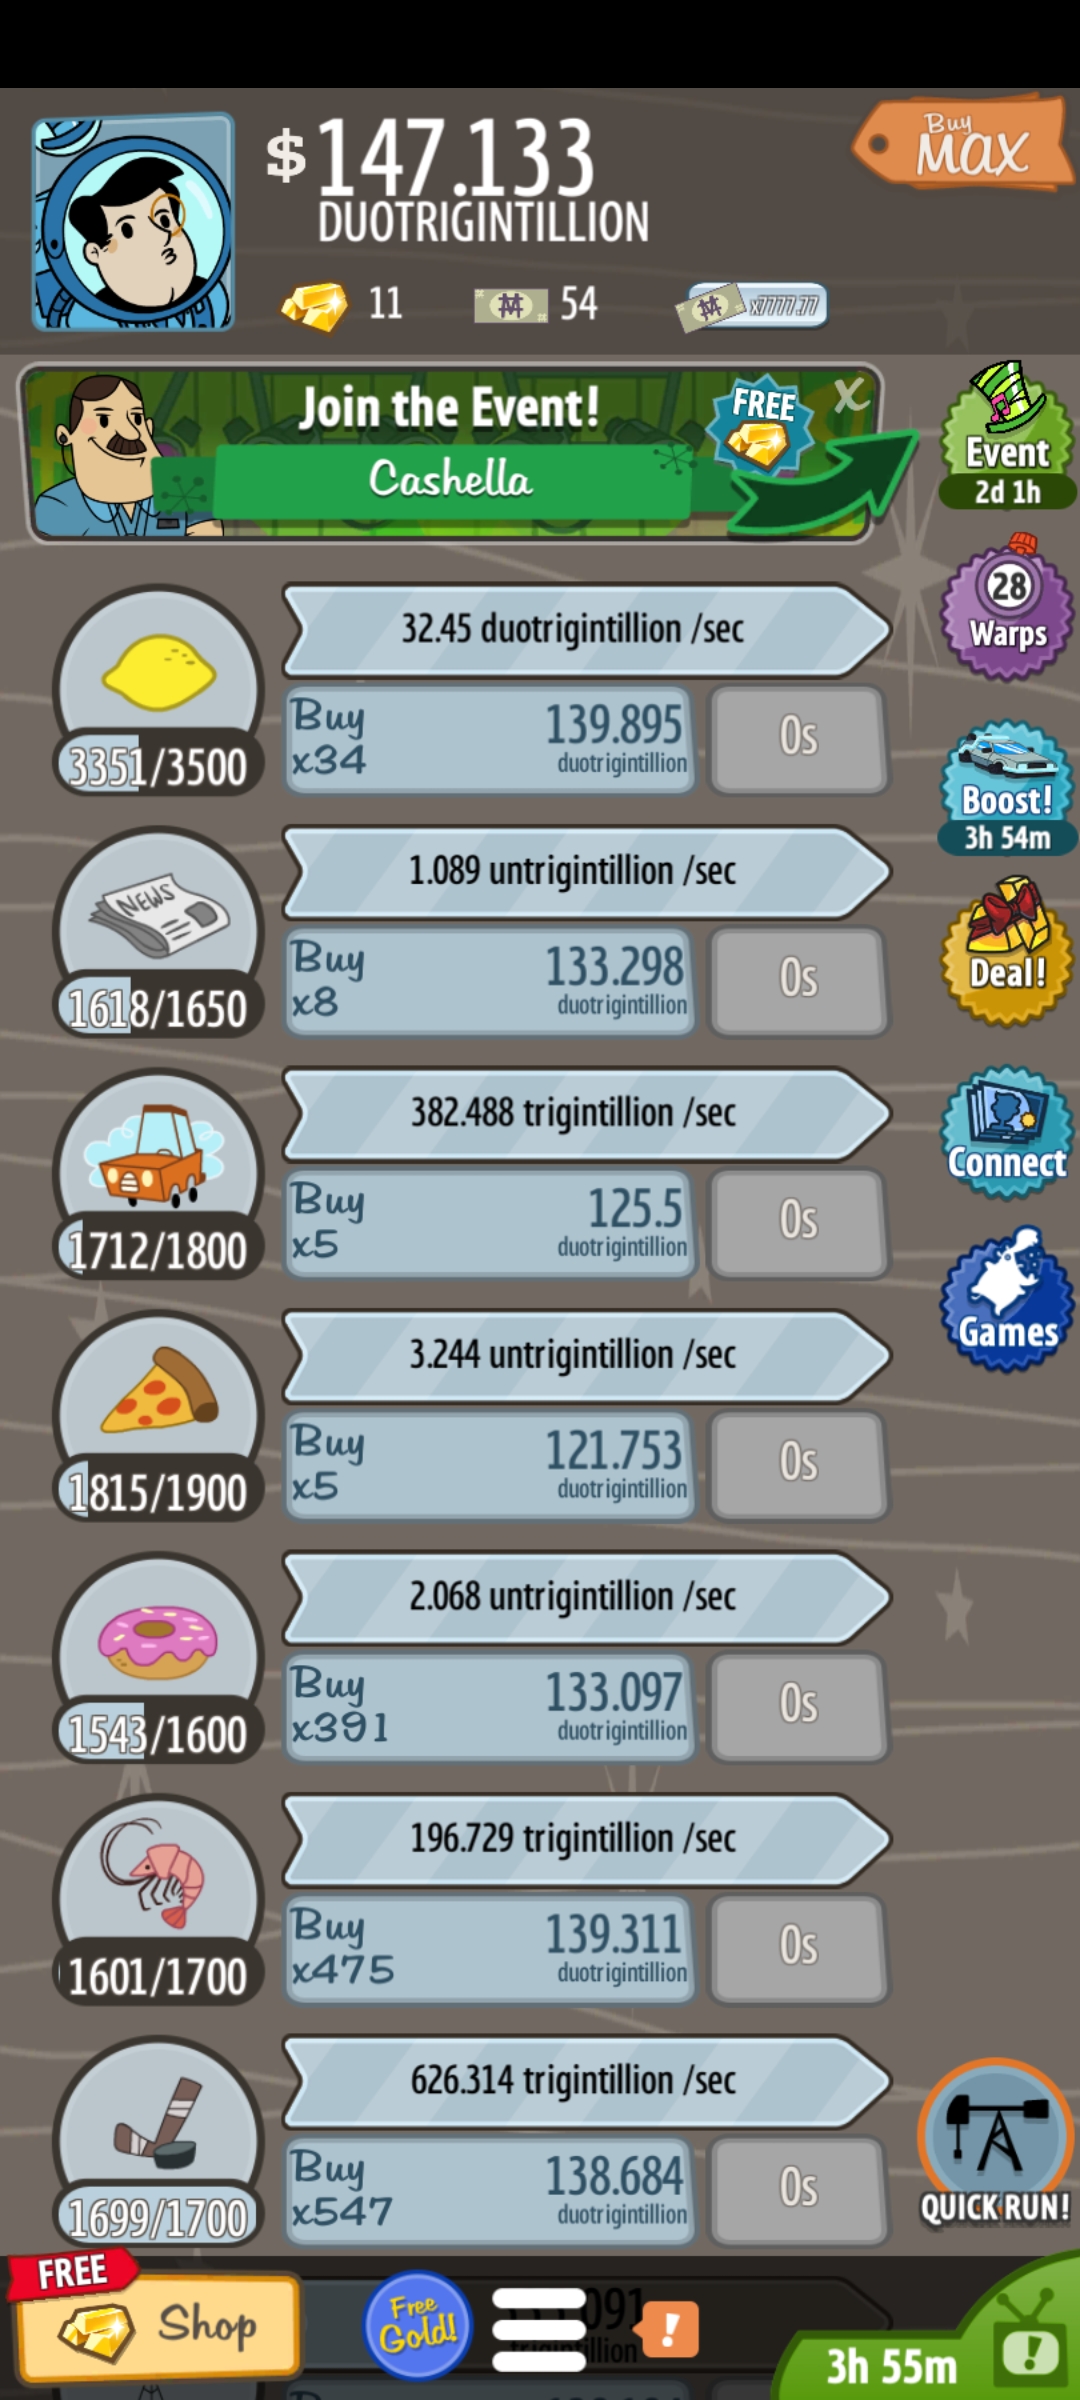 $147.133
DUOTRIGINTILLION
Buy
MAX
11
54
x7777.77
Join the Event!
Cashella
FREE
X
Event
2d 1h
28
Warps
Boost!
3h 54m
Deal!
Connect
Games
32.45 duotrigintillion /sec
Buy
x34
139.895
duotrigintillion
0s
3351/3500
NEWS
1.089 untrigintillion /sec
Buy
x8
133.298
duotrigintillion
0s
1618/1650
382.488 trigintillion /sec
Buy
x5
125.5
duotrigintillion
0s
1712/1800
3.244 untrigintillion /sec
Buy
x5
121.753
duotrigintillion
0s
1815/1900
2.068 untrigintillion /sec
Buy
x391
133.097
duotrigintillion
0s
1543/1600
196.729 trigintillion /sec
Buy
x475
139.311
duotrigintillion
0s
1601/1700
626.314 trigintillion /sec
Buy
x547
138.684
duotrigintillion
0s
1699/1700
QUICK RUN!
FREE
Shop
Free
Gold!
!
3h 55m
!